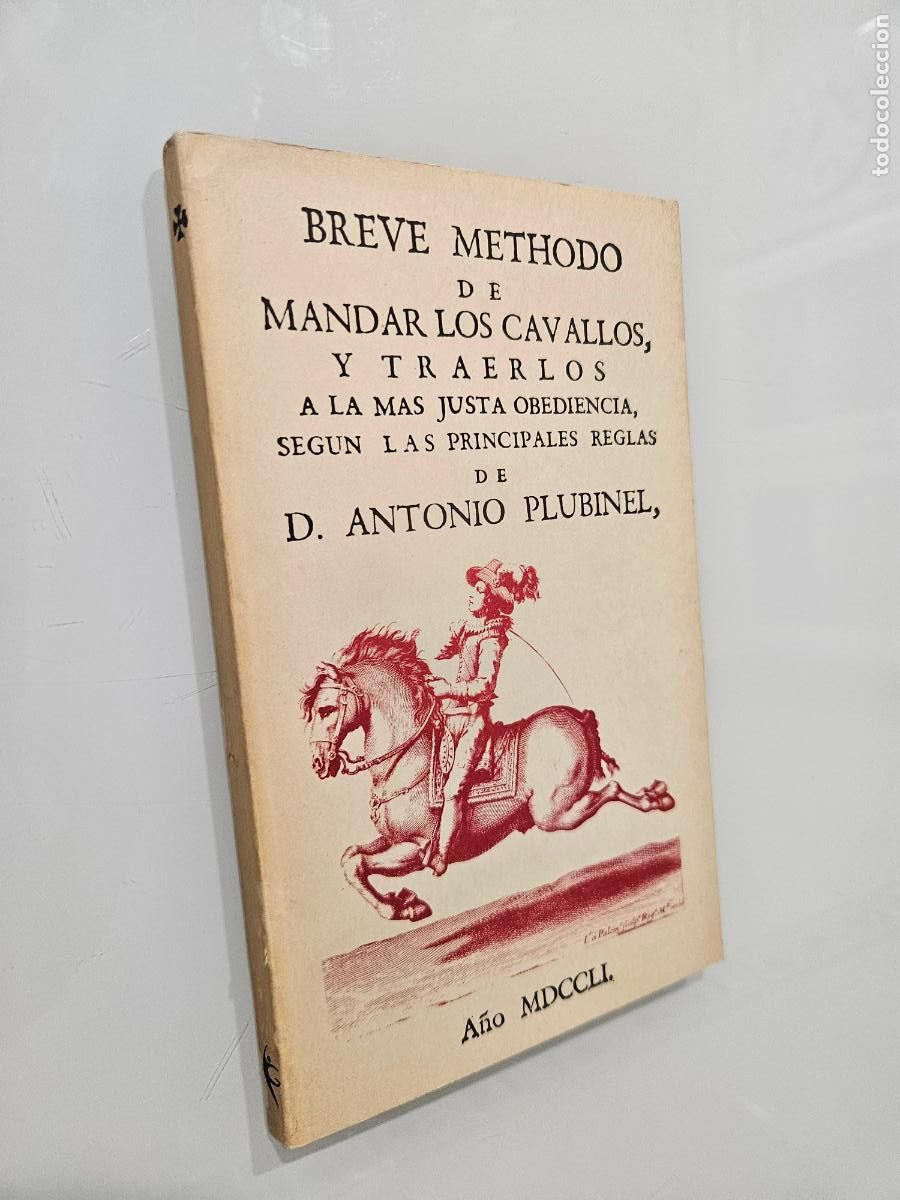 BREVE METHODO
DE
MANDAR LOS CAVALLOS,
Y TRAERLOS
A LA MAS JUSTA OBEDIENCIA,
SEGUN LAS PRINCIPALES REGLAS
DE
D. ANTONIO PLUBINEL,
Año MDCCLI.
todocoleccion